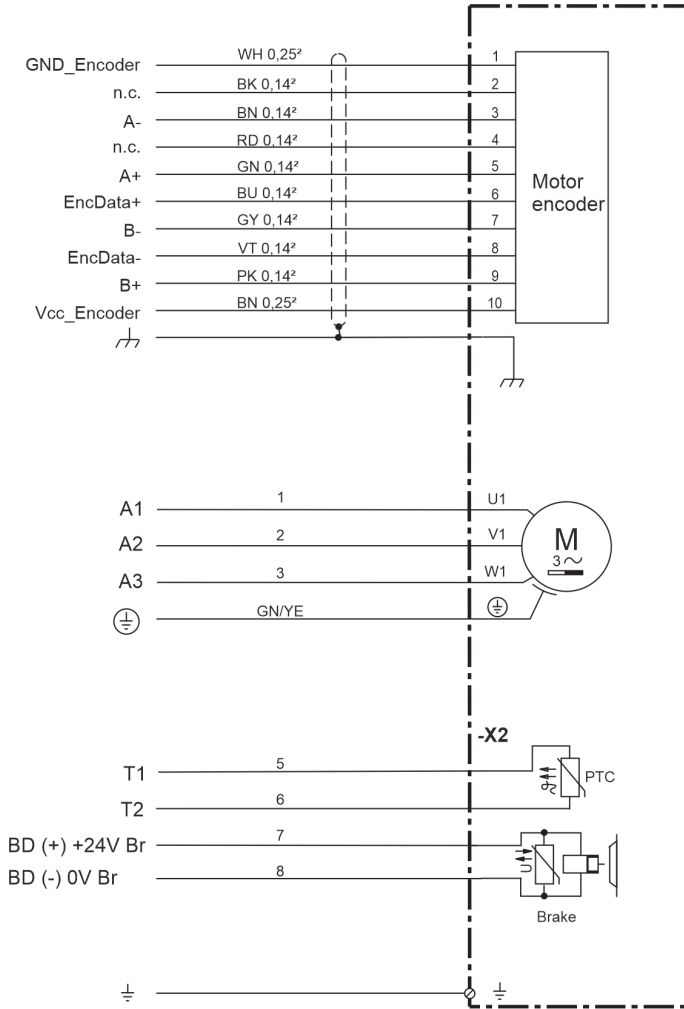 GND_Encoder WH 0,25² 1
n.c. BK 0,14² 2
A- BN 0,14² 3
n.c. RD 0,14² 4
A+ GN 0,14² 5
EncData+ BU 0,14² 6
B- GY 0,14² 7
EncData- VT 0,14² 8
B+ PK 0,14² 9
Vcc_Encoder BN 0,25² 10
Motor
encoder
A1 1 U1
A2 2 V1
A3 3 W1
M
3~
GN/YE
-X2
T1 5
T2 6
PTC
BD (+) +24V Br 7
BD (-) 0V Br 8
U
Brake